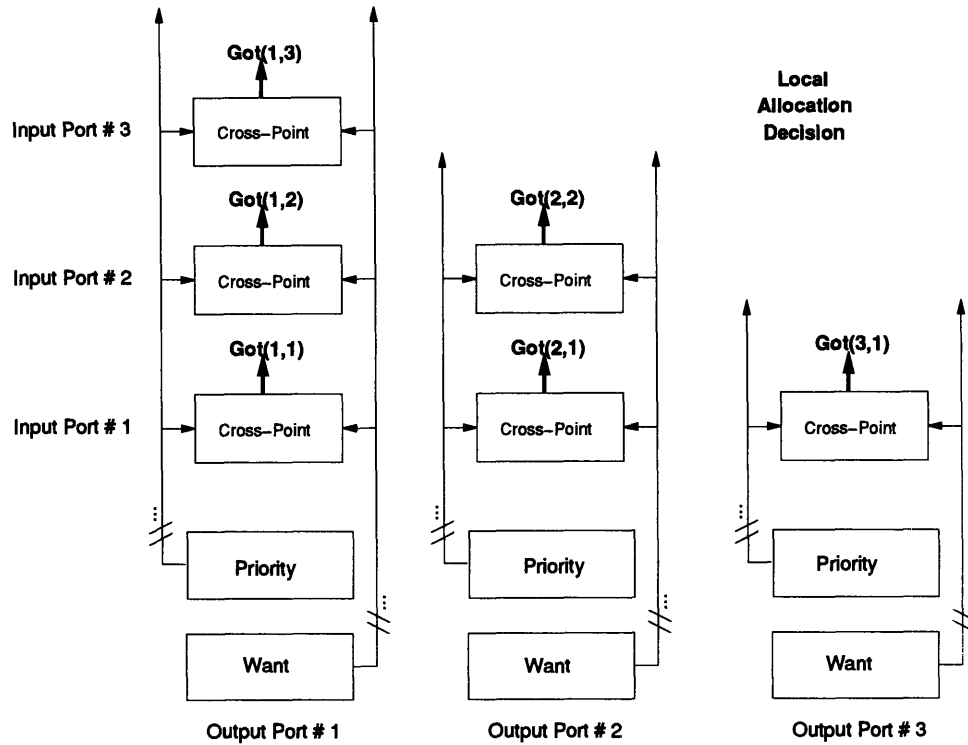 Got(1,3)
Local
Allocation
Decision
Input Port # 3
Cross-Point
Got(1,2)
Got(2,2)
Input Port # 2
Cross-Point
Cross-Point
Got(1,1)
Got(2,1)
Got(3,1)
Input Port # 1
Cross-Point
Cross-Point
Cross-Point
...
...
...
Priority
Priority
Priority
...
...
...
Want
Want
Want
Output Port # 1
Output Port # 2
Output Port # 3